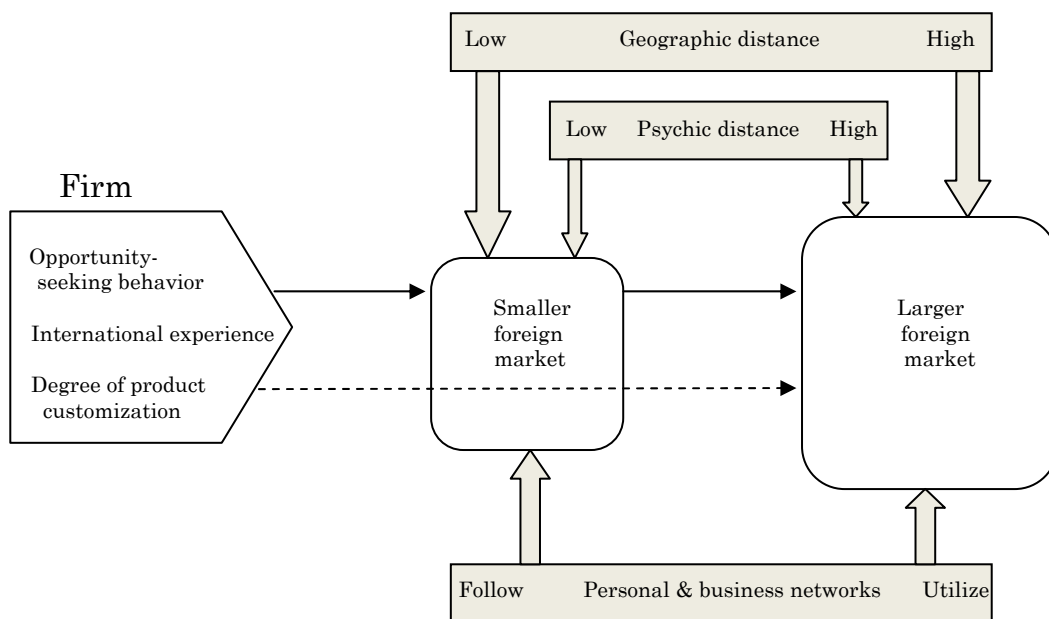 Low Geographic distance High
Low Psychic distance High
Firm
Opportunity-
seeking behavior
International experience
Degree of product
customization
Smaller
foreign
market
Larger
foreign
market
Follow Personal & business networks Utilize